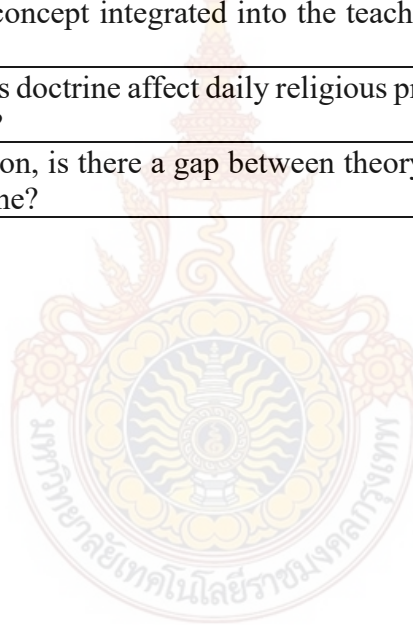 concept integrated into the teach
s doctrine affect daily religious pr
?
on, is there a gap between theory
ne?
มหาวิทยาลัยเทคโนโลยีราชมงคลกรุงเทพ